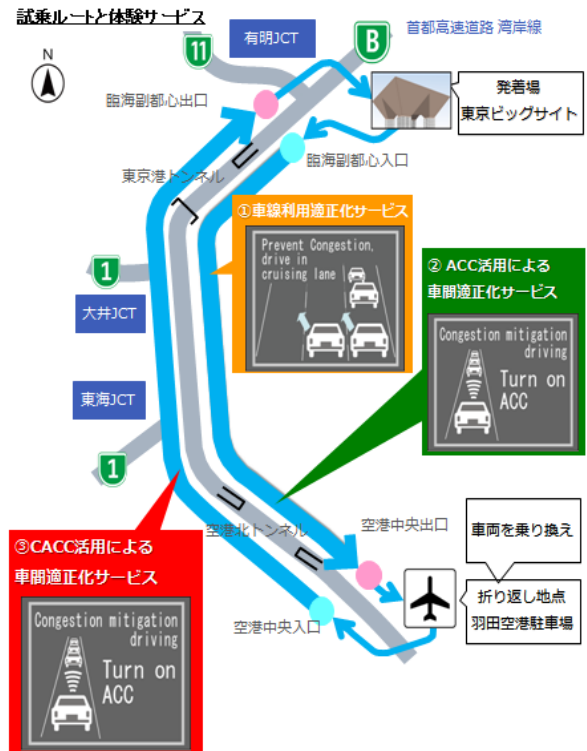 試乗ルートと体験サービス
N
11
有明JCT
B
首都高速道路 湾岸線
臨海副都心出口
発着場
東京ビッグサイト
東京港トンネル
臨海副都心入口
①車線利用適正化サービス
Prevent Congestion,
drive in
cruising lane
② ACC活用による
車間適正化サービス
Congestion mitigation
driving
Turn on
ACC
1
大井JCT
東海JCT
1
空港北トンネル
空港中央出口
車両を乗り換え
折り返し地点
羽田空港駐車場
空港中央入口
③CACC活用による
車間適正化サービス
Congestion mitigation
driving
Turn on
ACC